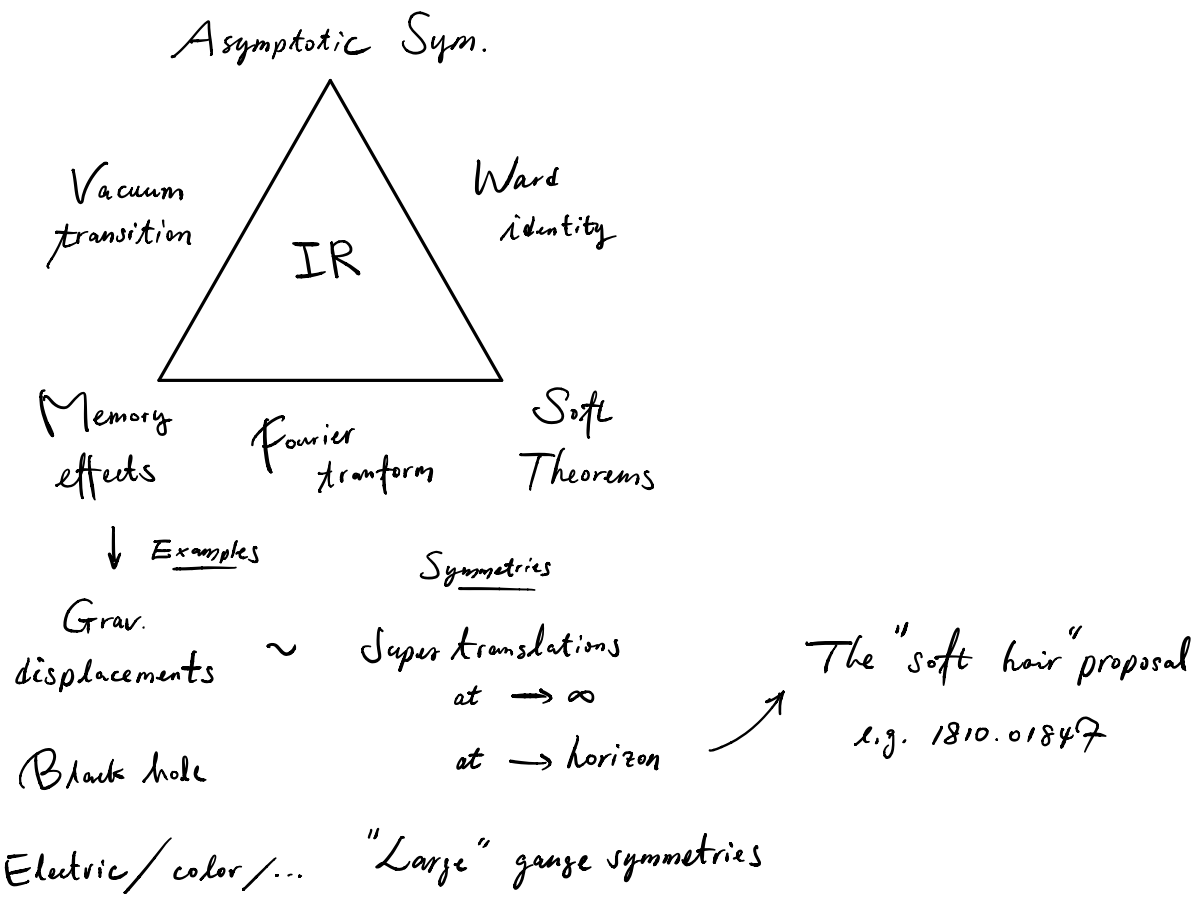 Asymptotic Sym.
Vacuum
transition
Ward
identity
IR
Memory
effects
Fourier
tranform
Soft
Theorems
↓ Examples
Symmetries
Grav.
displacements
~
Super translations
at → ∞
at → horizon
The "soft hair" proposal
e.g. 1810.01847
Black hole
Electric/color/...
"Large" gauge symmetries